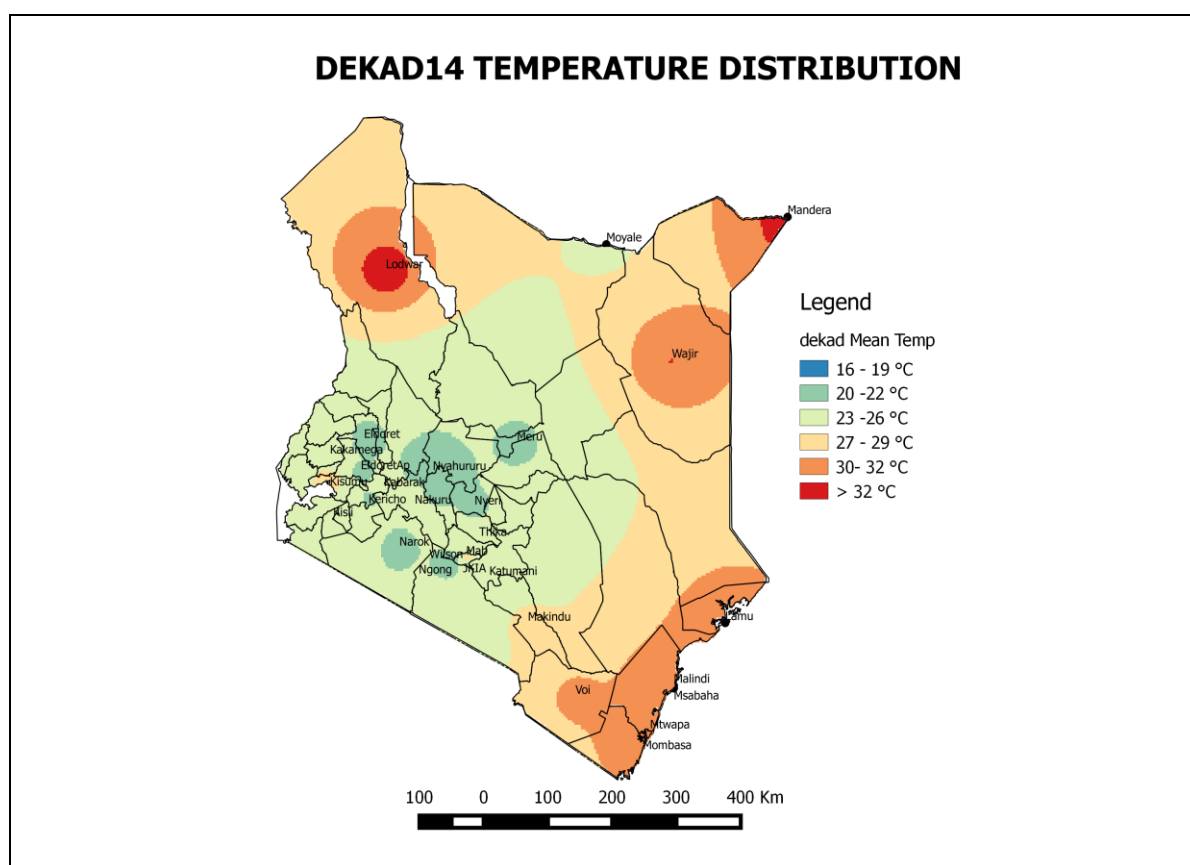 DEKAD14 TEMPERATURE DISTRIBUTION
Mandera
Moyale
Lodwar
Wajir
Legend
dekad Mean Temp
16 - 19 °C
20 -22 °C
23 -26 °C
27 - 29 °C
30- 32 °C
> 32 °C
Eldoret
Meru
Kakamega
EldoretAp
Nyahururu
Kisumu
Kabarak
Kericho
Nakuru
Nyeri
Kisii
Thika
Narok
Wilson
Mab
Ngong
JKIA
Katumani
Makindu
Lamu
Malindi
Voi
Msabaha
Mtwapa
Mombasa
100 0 100 200 300 400 Km